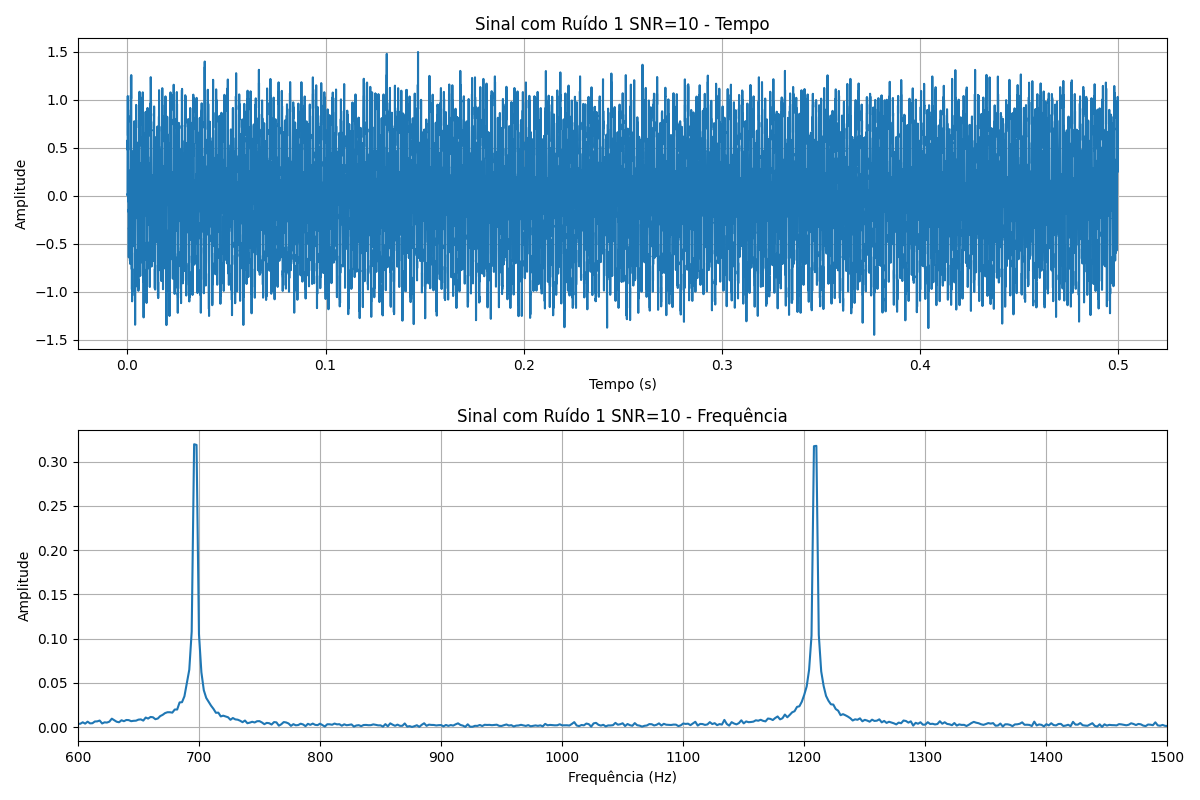 Sinal com Ruído 1 SNR=10 - Tempo
1.5
1.0
0.5
0.0
−0.5
−1.0
−1.5
Amplitude
0.0 0.1 0.2 0.3 0.4 0.5
Tempo (s)
Sinal com Ruído 1 SNR=10 - Frequência
0.30
0.25
0.20
0.15
0.10
0.05
0.00
Amplitude
600 700 800 900 1000 1100 1200 1300 1400 1500
Frequência (Hz)